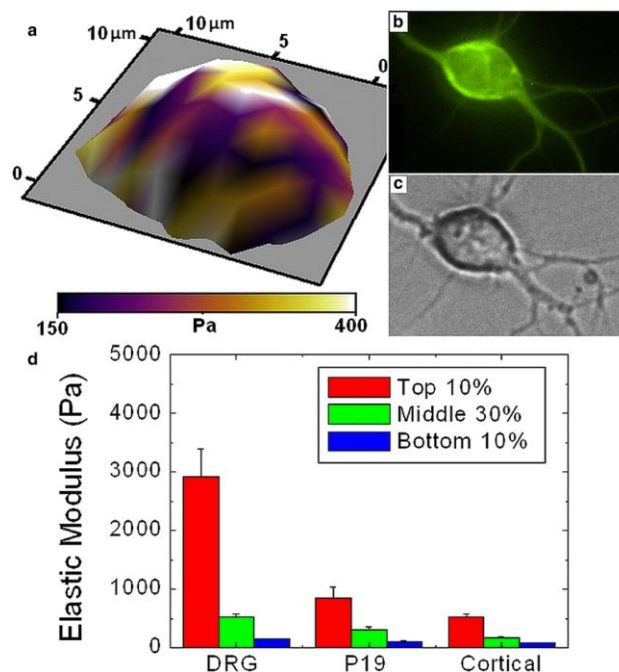 a
10 μm
10 μm
5
5
0
0
150
Pa
400
b
c
d
Elastic Modulus (Pa)
5000
4000
3000
2000
1000
0
Top 10%
Middle 30%
Bottom 10%
DRG
P19
Cortical